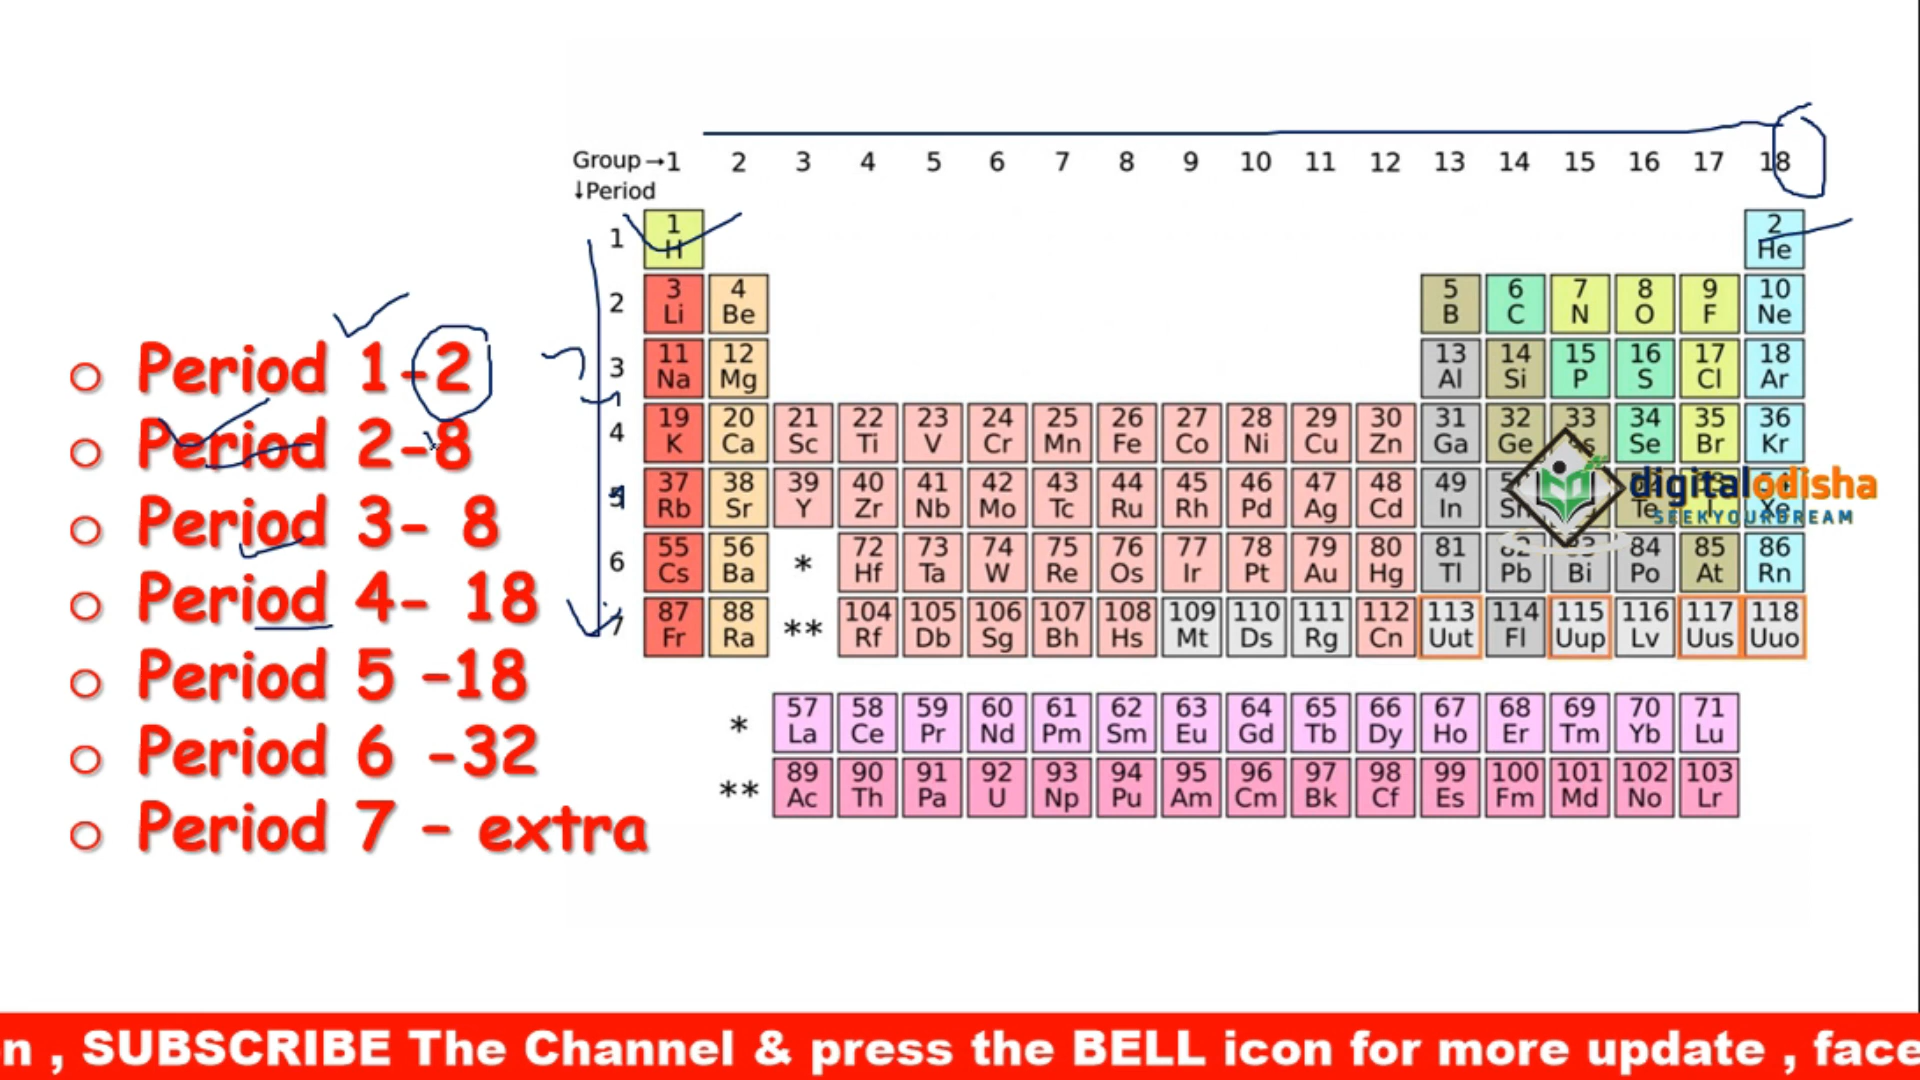 Group→1 2 3 4 5 6 7 8 9 10 11 12 13 14 15 16 17 18
↓Period
1 1 H 2 He
2 3 Li 4 Be 5 B 6 C 7 N 8 O 9 F 10 Ne
3 11 Na 12 Mg 13 Al 14 Si 15 P 16 S 17 Cl 18 Ar
4 19 K 20 Ca 21 Sc 22 Ti 23 V 24 Cr 25 Mn 26 Fe 27 Co 28 Ni 29 Cu 30 Zn 31 Ga 32 Ge 33 34 Se 35 Br 36 Kr
37 Rb 38 Sr 39 Y 40 Zr 41 Nb 42 Mo 43 Tc 44 Ru 45 Rh 46 Pd 47 Ag 48 Cd 49 In Sn Te I Xe
6 55 Cs 56 Ba * 72 Hf 73 Ta 74 W 75 Re 76 Os 77 Ir 78 Pt 79 Au 80 Hg 81 Tl 82 Pb 83 Bi 84 Po 85 At 86 Rn
7 87 Fr 88 Ra ** 104 Rf 105 Db 106 Sg 107 Bh 108 Hs 109 Mt 110 Ds 111 Rg 112 Cn 113 Uut 114 Fl 115 Uup 116 Lv 117 Uus 118 Uuo
* 57 La 58 Ce 59 Pr 60 Nd 61 Pm 62 Sm 63 Eu 64 Gd 65 Tb 66 Dy 67 Ho 68 Er 69 Tm 70 Yb 71 Lu
** 89 Ac 90 Th 91 Pa 92 U 93 Np 94 Pu 95 Am 96 Cm 97 Bk 98 Cf 99 Es 100 Fm 101 Md 102 No 103 Lr
Period 1-2
Period 2-8
Period 3- 8
Period 4- 18
Period 5 -18
Period 6 -32
Period 7 - extra
digitalodisha
SEEKYOURDREAM
n , SUBSCRIBE The Channel & press the BELL icon for more update , face